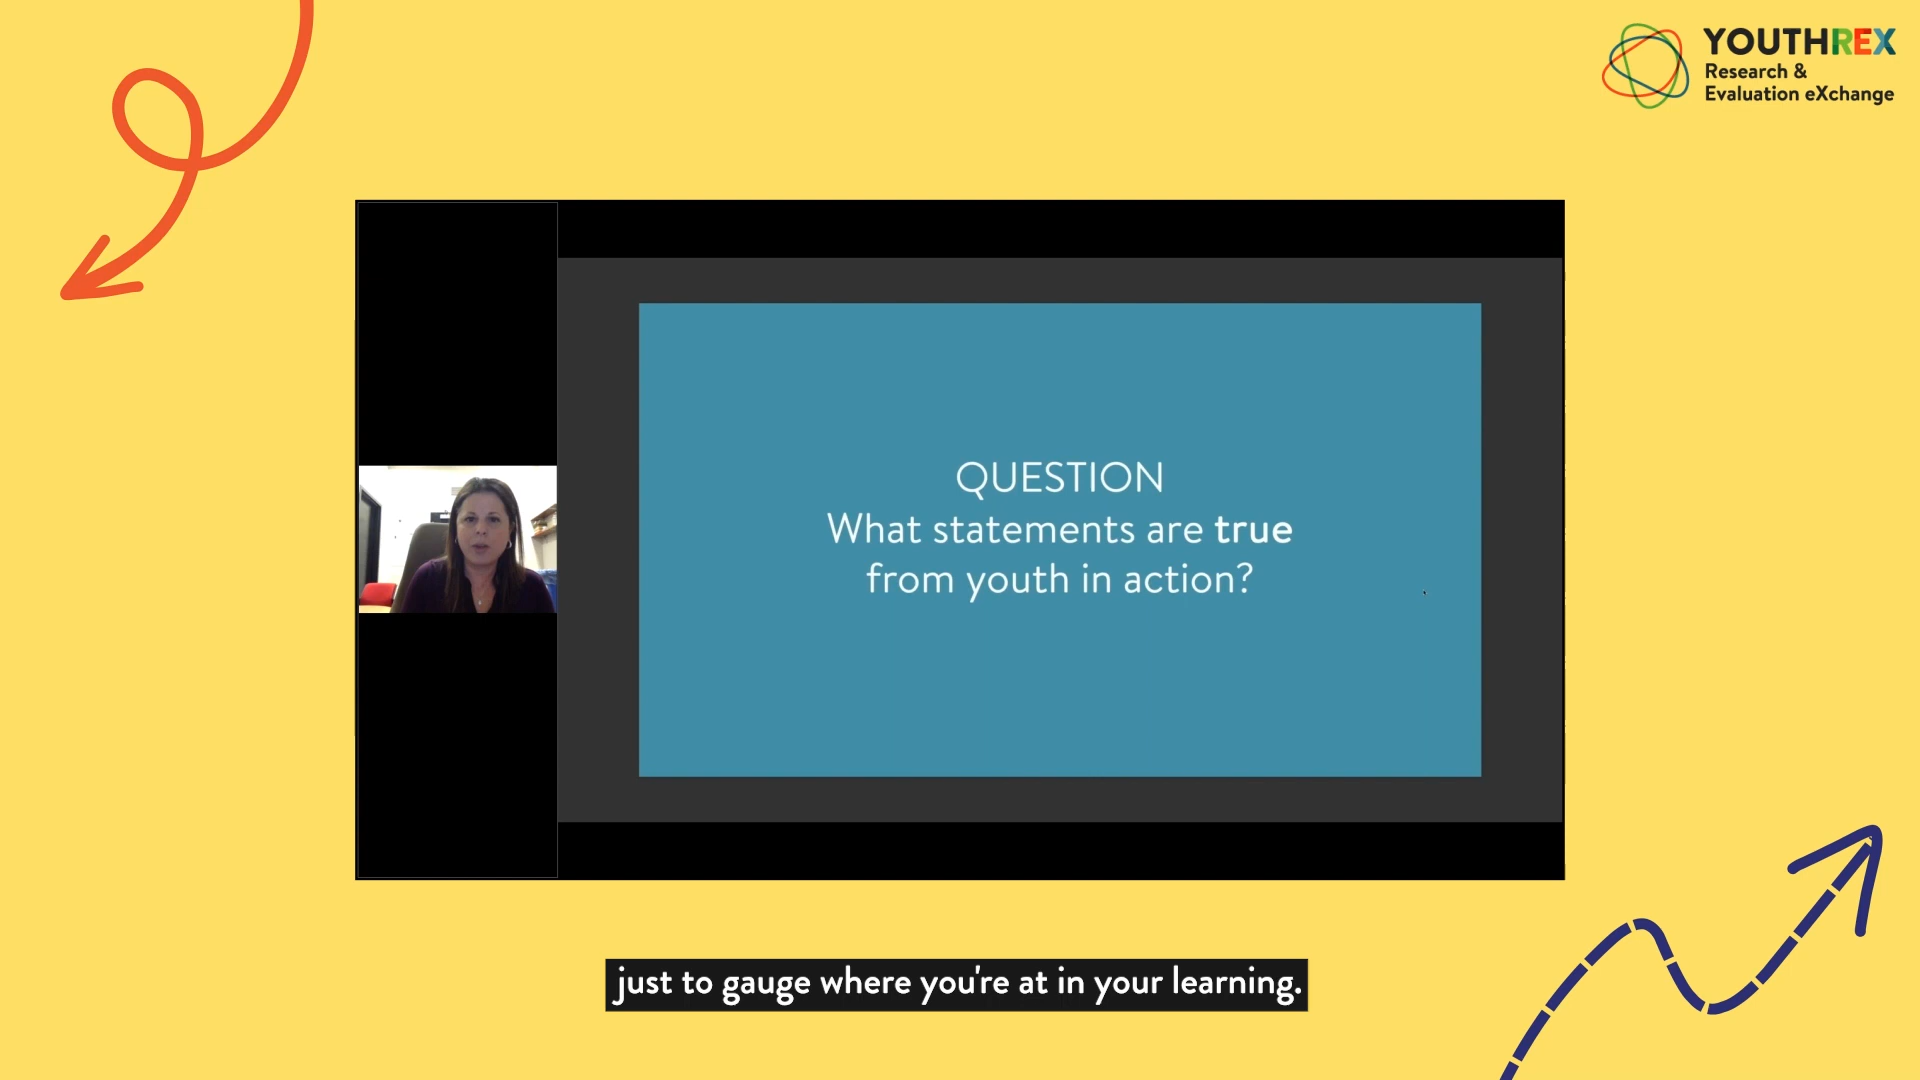 YOUTHREX
Research &
Evaluation eXchange
QUESTION
What statements are true
from youth in action?
just to gauge where you're at in your learning.